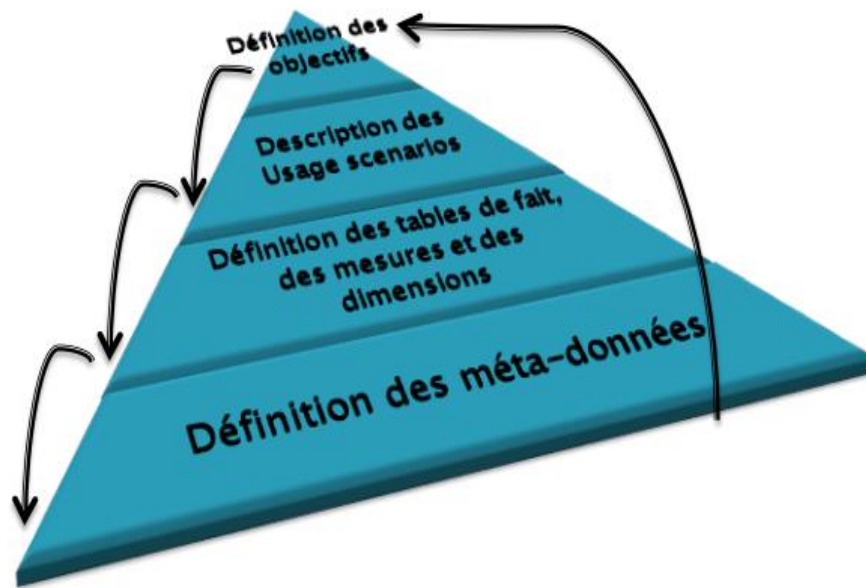 Définition des
objectifs
Description des
Usage scenarios
Définition des tables de fait,
des mesures et des
dimensions
Définition des méta-données